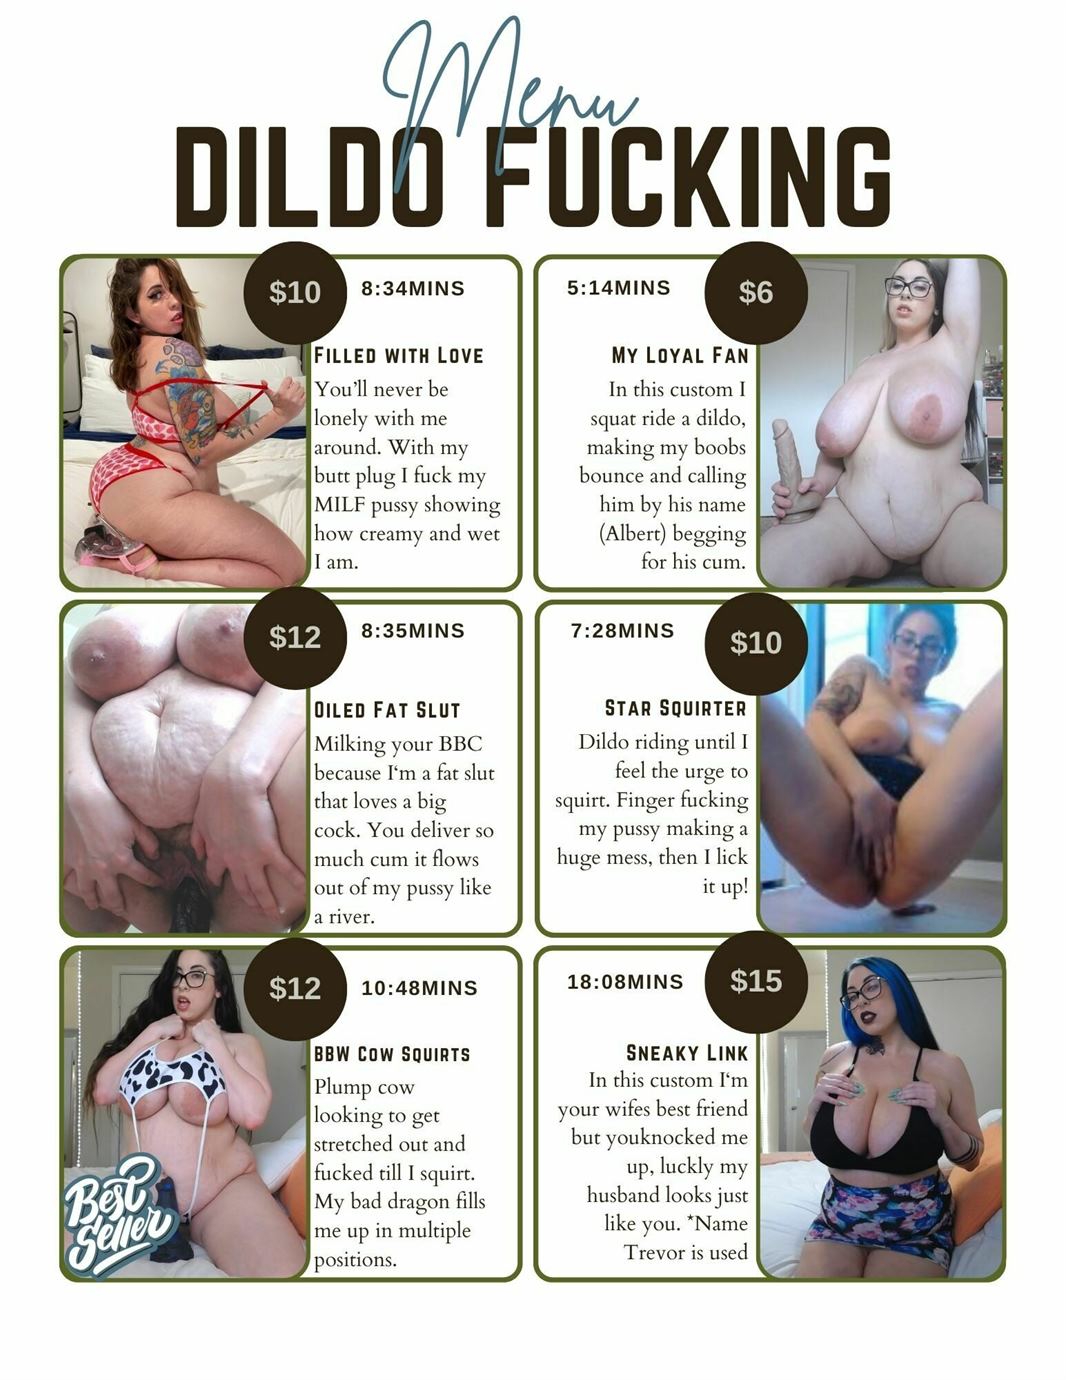 Menu
DILDO FUCKING
$10
8:34MINS
FILLED WITH LOVE
You'll never be
lonely with me
around. With my
butt plug I fuck my
MILF pussy showing
how creamy and wet
I am.
5:14MINS
$6
MY LOYAL FAN
In this custom I
squat ride a dildo,
making my boobs
bounce and calling
him by his name
(Albert) begging
for his cum.
$12
8:35MINS
OILED FAT SLUT
Milking your BBC
because I'm a fat slut
that loves a big
cock. You deliver so
much cum it flows
out of my pussy like
a river.
7:28MINS
$10
STAR SQUIRTER
Dildo riding until I
feel the urge to
squirt. Finger fucking
my pussy making a
huge mess, then I lick
it up!
$12
10:48MINS
BBW COW SQUIRTS
Plump cow
looking to get
stretched out and
fucked till I squirt.
My bad dragon fills
me up in multiple
positions.
Best
Seller
18:08MINS
$15
SNEAKY LINK
In this custom I'm
your wifes best friend
but youknocked me
up, luckly my
husband looks just
like you. *Name
Trevor is used